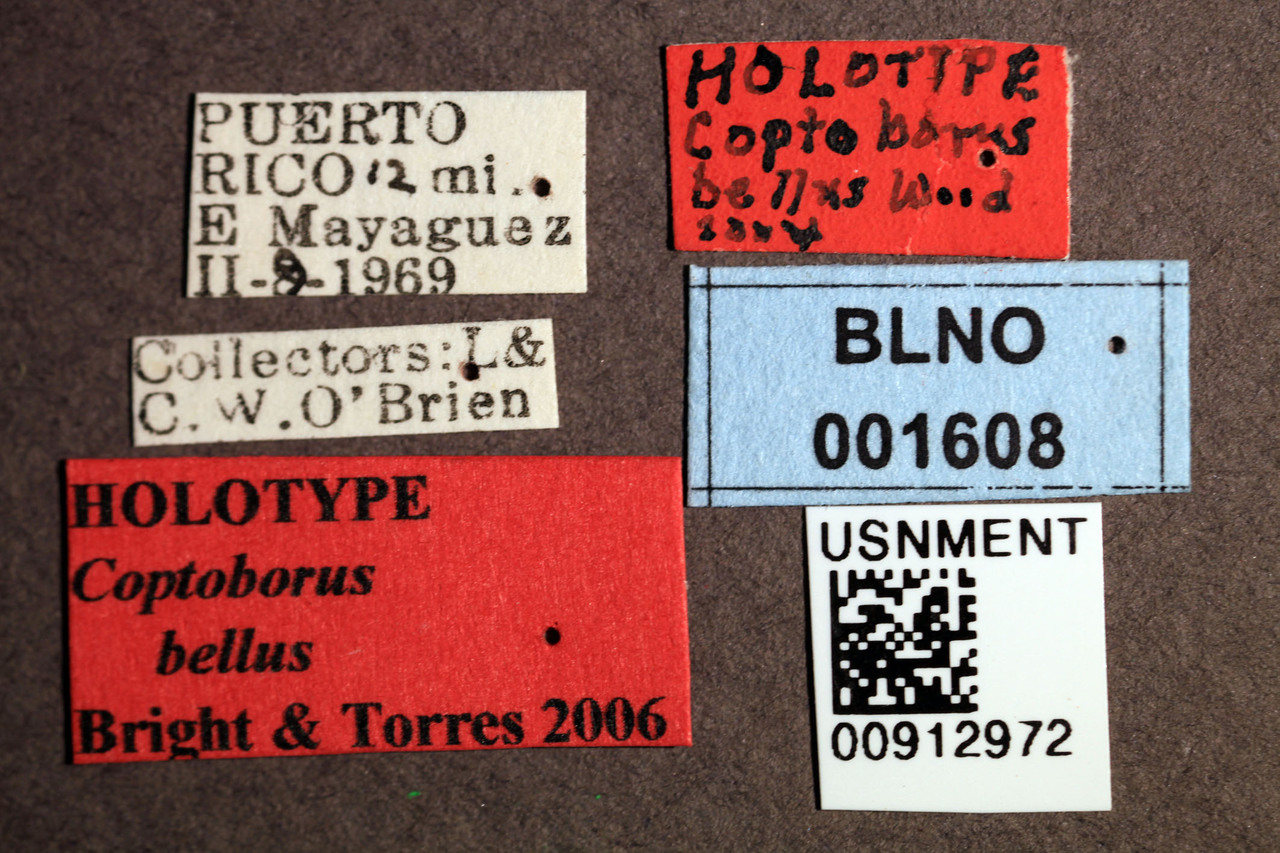 PUERTO
RICO 12 mi.
E Mayaguez
II-8-1969
Collectors: L&
C. W. O'Brien
HOLOTYPE
Coptoborus
bellus
Bright & Torres 2006
HOLOTYPE
Coptoborus
bellus Wood
BLNO
001608
USNMENT
00912972